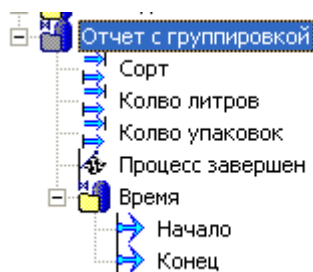 Отчет с группировкой
Сорт
Колво литров
Колво упаковок
Процесс завершен
Время
Начало
Конец